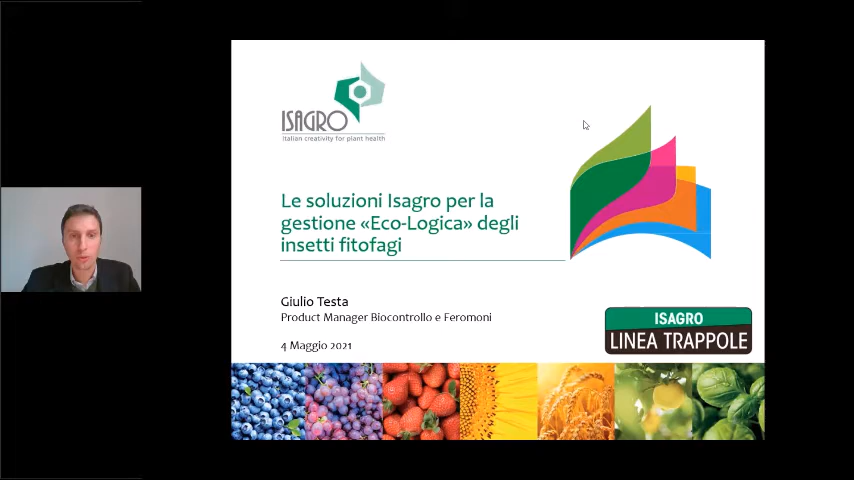 ISAGRO
Italian creativity for plant health
Le soluzioni Isagro per la
gestione «Eco-Logica» degli
insetti fitofagi
Giulio Testa
Product Manager Biocontrollo e Feromoni
4 Maggio 2021
ISAGRO
LINEA TRAPPOLE